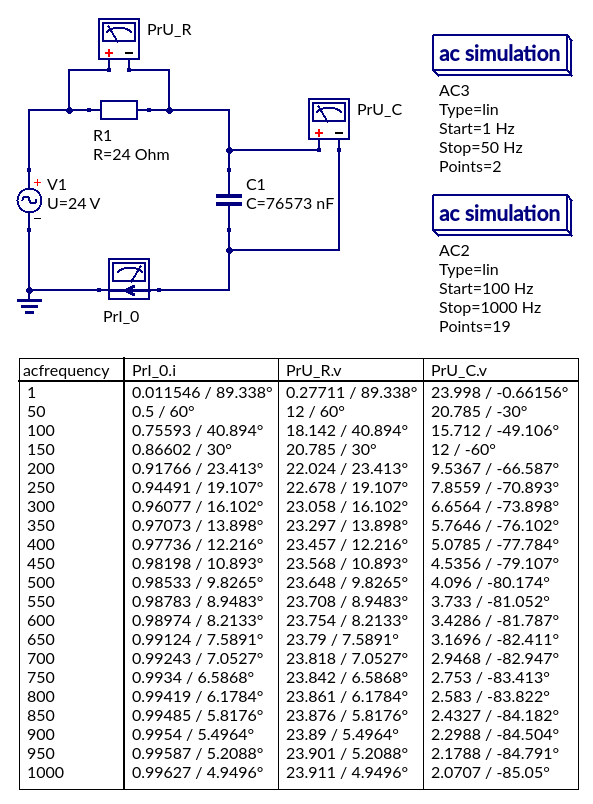 PrU_R
+ −
R1
R=24 Ohm
PrU_C
+ −
V1
U=24 V
+
−
C1
C=76573 nF
PrI_0
ac simulation
AC3
Type=lin
Start=1 Hz
Stop=50 Hz
Points=2
ac simulation
AC2
Type=lin
Start=100 Hz
Stop=1000 Hz
Points=19
acfrequency PrI_0.i PrU_R.v PrU_C.v
1 0.011546 / 89.338° 0.27711 / 89.338° 23.998 / -0.66156°
50 0.5 / 60° 12 / 60° 20.785 / -30°
100 0.75593 / 40.894° 18.142 / 40.894° 15.712 / -49.106°
150 0.86602 / 30° 20.785 / 30° 12 / -60°
200 0.91766 / 23.413° 22.024 / 23.413° 9.5367 / -66.587°
250 0.94491 / 19.107° 22.678 / 19.107° 7.8559 / -70.893°
300 0.96077 / 16.102° 23.058 / 16.102° 6.6564 / -73.898°
350 0.97073 / 13.898° 23.297 / 13.898° 5.7646 / -76.102°
400 0.97736 / 12.216° 23.457 / 12.216° 5.0785 / -77.784°
450 0.98198 / 10.893° 23.568 / 10.893° 4.5356 / -79.107°
500 0.98533 / 9.8265° 23.648 / 9.8265° 4.096 / -80.174°
550 0.98783 / 8.9483° 23.708 / 8.9483° 3.733 / -81.052°
600 0.98974 / 8.2133° 23.754 / 8.2133° 3.4286 / -81.787°
650 0.99124 / 7.5891° 23.79 / 7.5891° 3.1696 / -82.411°
700 0.99243 / 7.0527° 23.818 / 7.0527° 2.9468 / -82.947°
750 0.9934 / 6.5868° 23.842 / 6.5868° 2.753 / -83.413°
800 0.99419 / 6.1784° 23.861 / 6.1784° 2.583 / -83.822°
850 0.99485 / 5.8176° 23.876 / 5.8176° 2.4327 / -84.182°
900 0.9954 / 5.4964° 23.89 / 5.4964° 2.2988 / -84.504°
950 0.99587 / 5.2088° 23.901 / 5.2088° 2.1788 / -84.791°
1000 0.99627 / 4.9496° 23.911 / 4.9496° 2.0707 / -85.05°